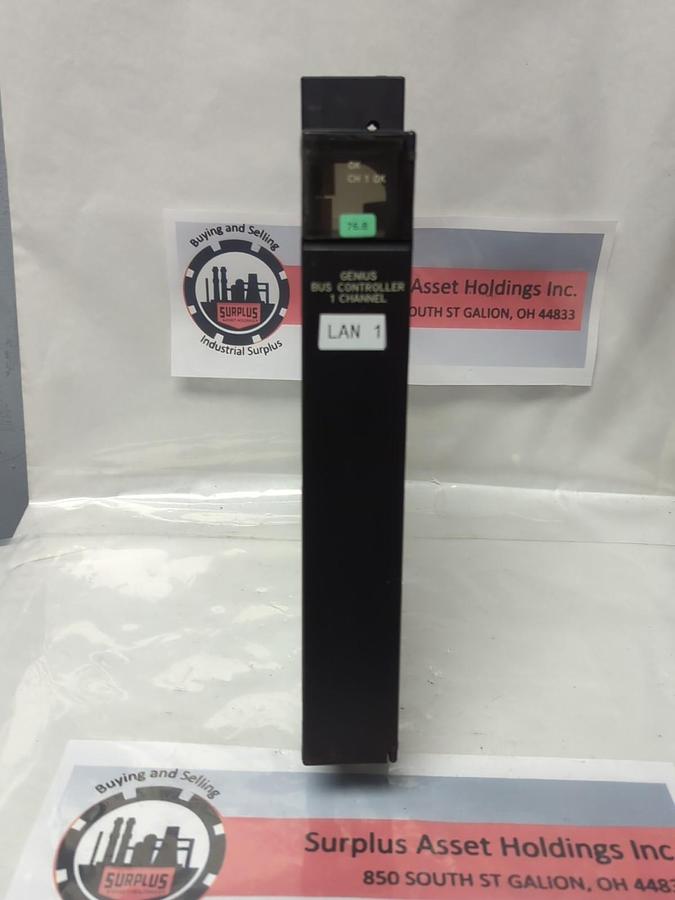 OK
CH 1 OK
76.8
GENIUS
BUS CONTROLLER
1 CHANNEL
LAN 1
Buying and Selling
SURPLUS
Industrial Surplus
Asset Holdings Inc.
OUTH ST GALION, OH 44833
Buying and Selling
SURPLUS
Surplus Asset Holdings Inc
850 SOUTH ST GALION, OH 4483